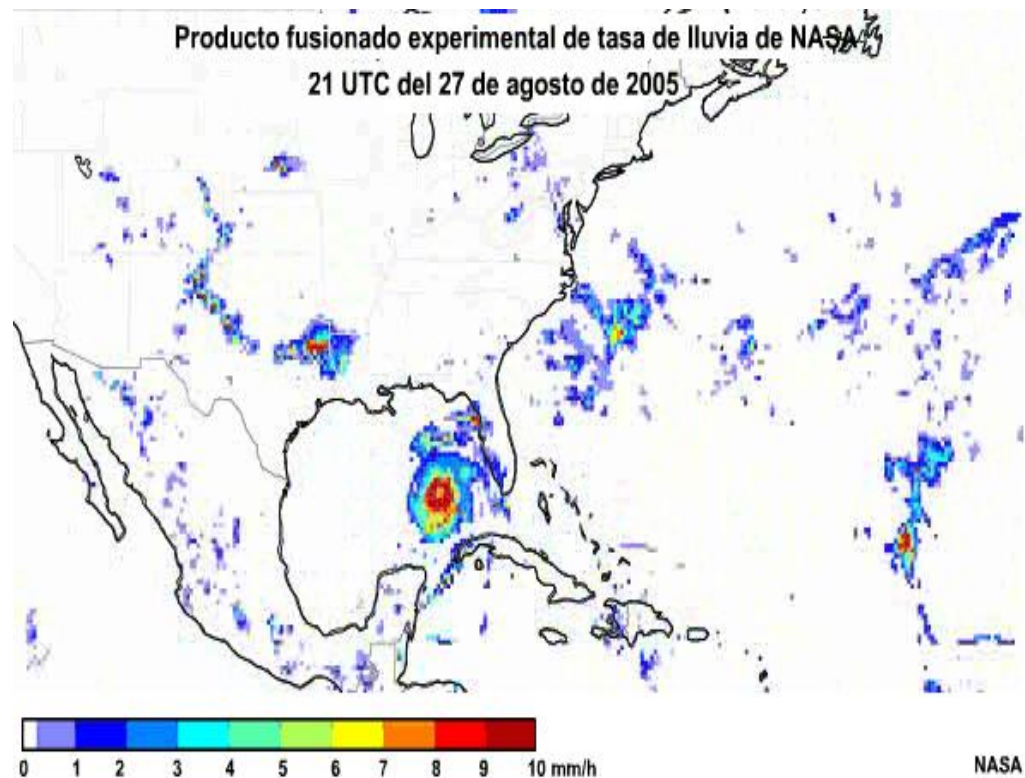 Producto fusionado experimental de tasa de lluvia de NASA
21 UTC del 27 de agosto de 2005
0 1 2 3 4 5 6 7 8 9 10 mm/h
NASA